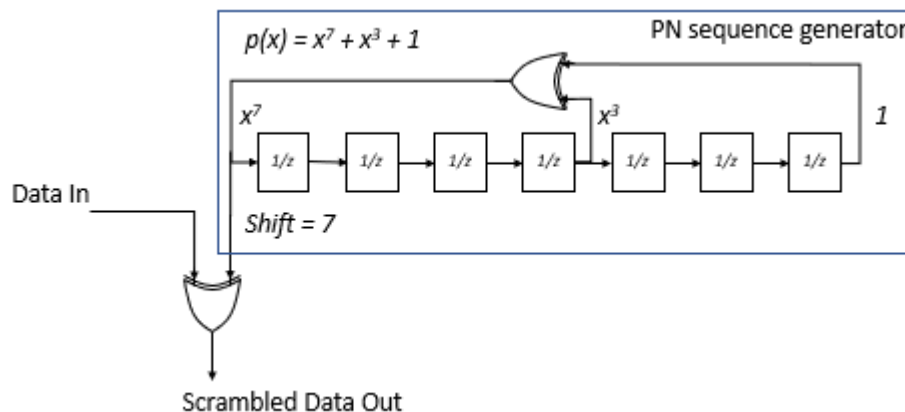 p(x) = x⁷ + x³ + 1
PN sequence generator
x⁷
x³
1
1/z
1/z
1/z
1/z
1/z
1/z
1/z
Data In
Shift = 7
Scrambled Data Out